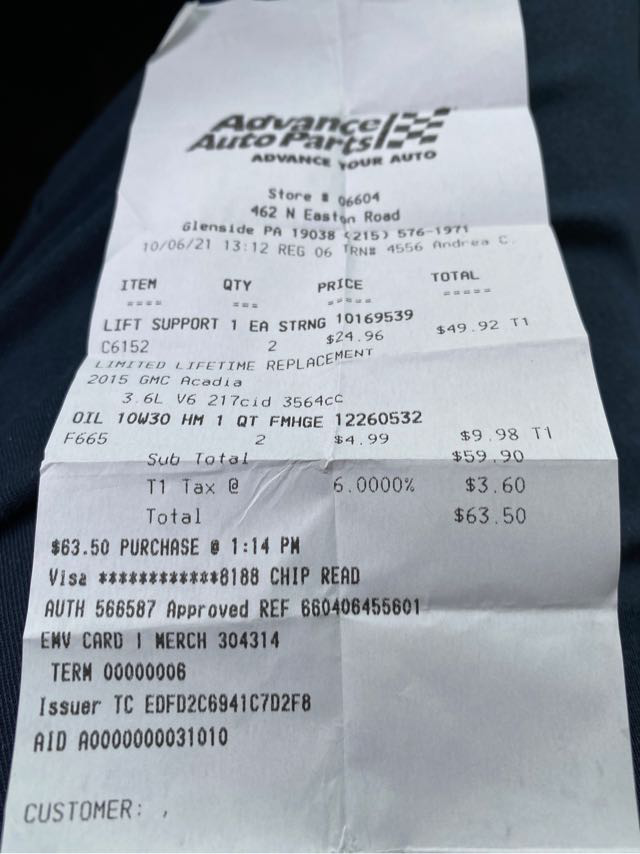 Advance
Auto Parts
ADVANCE YOUR AUTO
Store # 06604
462 N Easton Road
Glenside PA 19038 (215) 576-1971
10/06/21 13:12 REG 06 TRN# 4556 Andrea C.
ITEM QTY PRICE TOTAL
==== === ===== =====
LIFT SUPPORT 1 EA STRNG 10169539
C6152 2 $24.96 $49.92 T1
LIMITED LIFETIME REPLACEMENT
2015 GMC Acadia
3.6L V6 217cid 3564cc
OIL 10W30 HM 1 QT FMHGE 12260532
F665 2 $4.99 $9.98 T1
Sub Total $59.90
T1 Tax @ 6.0000% $3.60
Total $63.50
$63.50 PURCHASE @ 1:14 PM
Visa ************8188 CHIP READ
AUTH 566587 Approved REF 660406455601
EMV CARD I MERCH 304314
TERM 00000006
Issuer TC EDFD2C6941C7D2F8
AID A0000000031010
CUSTOMER: ,